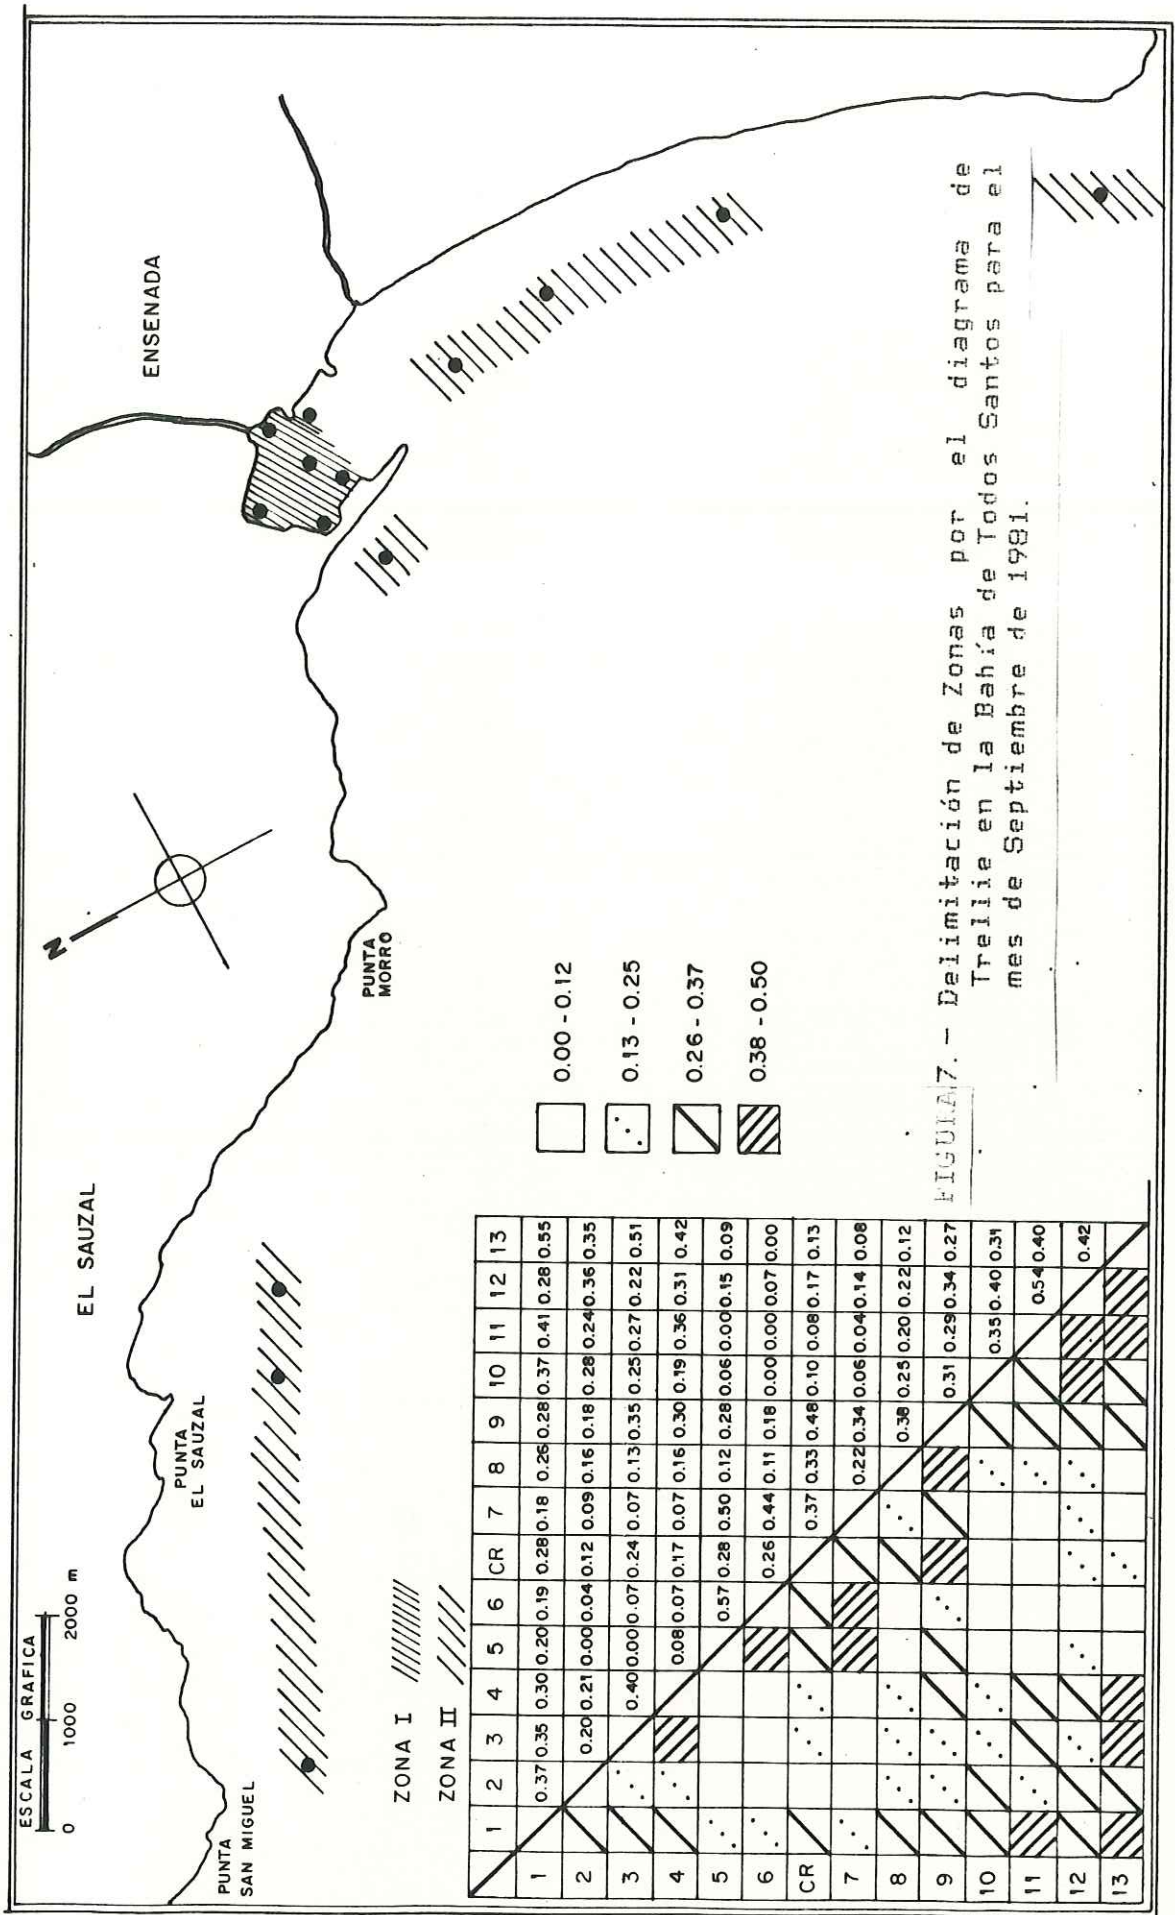 ESCALA GRAFICA
0 1000 2000 m
N
ENSENADA
EL SAUZAL
PUNTA
MORRO
PUNTA
EL SAUZAL
PUNTA
SAN MIGUEL
ZONA I
ZONA II
1 2 3 4 5 6 CR 7 8 9 10 11 12 13
1 0.37 0.35 0.30 0.20 0.19 0.28 0.18 0.26 0.28 0.37 0.41 0.28 0.55
2 0.20 0.21 0.00 0.04 0.12 0.09 0.16 0.18 0.28 0.24 0.36 0.35
3 0.40 0.00 0.07 0.24 0.07 0.13 0.35 0.25 0.27 0.22 0.51
4 0.08 0.07 0.17 0.07 0.16 0.30 0.19 0.36 0.31 0.42
5 0.57 0.28 0.50 0.12 0.28 0.06 0.00 0.15 0.09
6 0.26 0.44 0.11 0.18 0.00 0.00 0.07 0.00
CR 0.37 0.33 0.48 0.10 0.08 0.17 0.13
7 0.22 0.34 0.06 0.04 0.14 0.08
8 0.38 0.25 0.20 0.22 0.12
9 0.31 0.29 0.34 0.27
10 0.35 0.40 0.31
11 0.54 0.40
12 0.42
13
0.00 - 0.12
0.13 - 0.25
0.26 - 0.37
0.38 - 0.50
FIGURA 7. - Delimitación de Zonas por el diagrama de
Trellie en la Bahía de Todos Santos para el
mes de Septiembre de 1981.